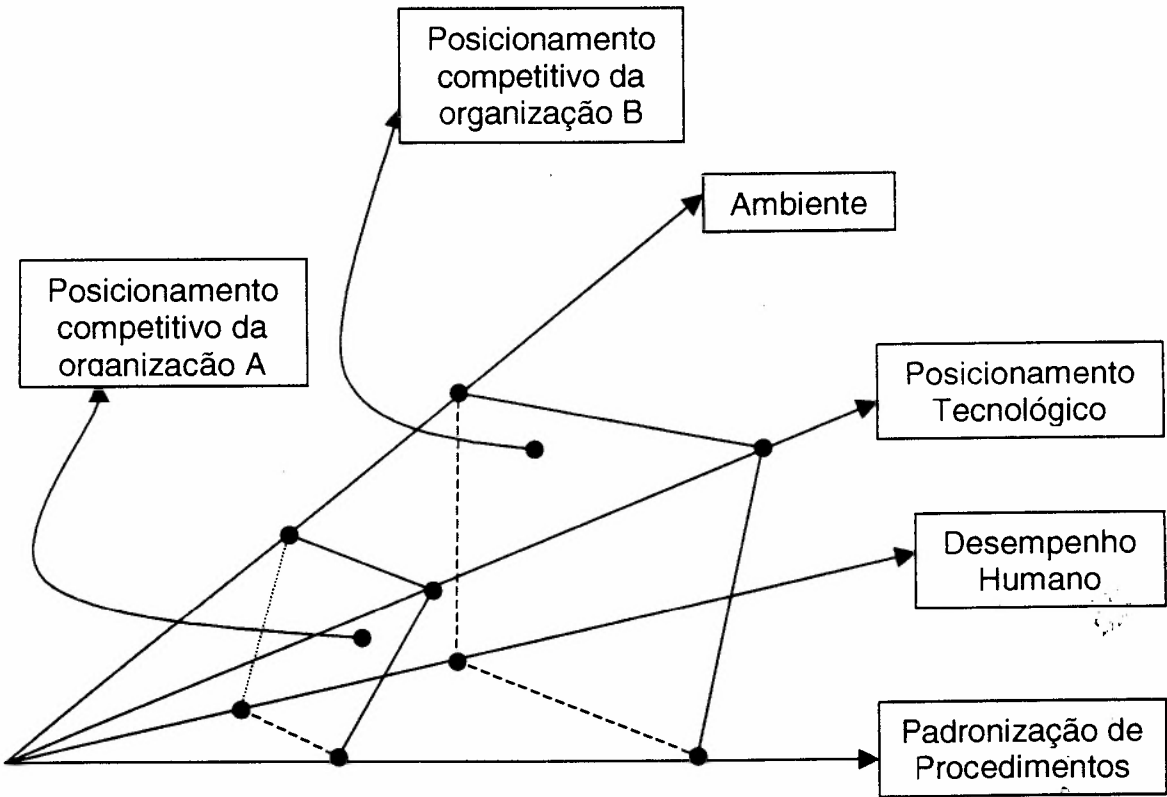 Posicionamento
competitivo da
organização B
Ambiente
Posicionamento
competitivo da
organização A
Posicionamento
Tecnológico
Desempenho
Humano
Padronização de
Procedimentos